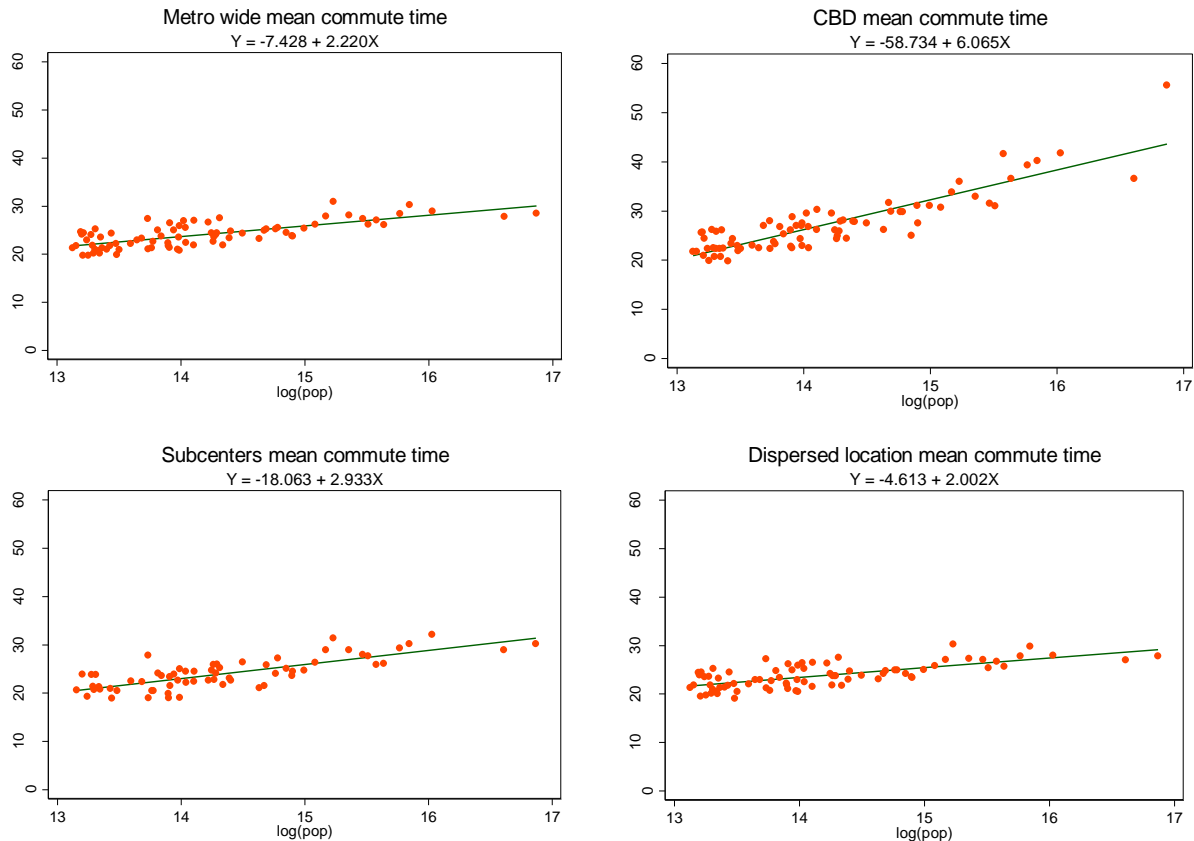 Metro wide mean commute time
Y = -7.428 + 2.220X
60
50
40
30
20
10
0
13 14 15 16 17
log(pop)
CBD mean commute time
Y = -58.734 + 6.065X
60
50
40
30
20
10
0
13 14 15 16 17
log(pop)
Subcenters mean commute time
Y = -18.063 + 2.933X
60
50
40
30
20
10
0
13 14 15 16 17
log(pop)
Dispersed location mean commute time
Y = -4.613 + 2.002X
60
50
40
30
20
10
0
13 14 15 16 17
log(pop)